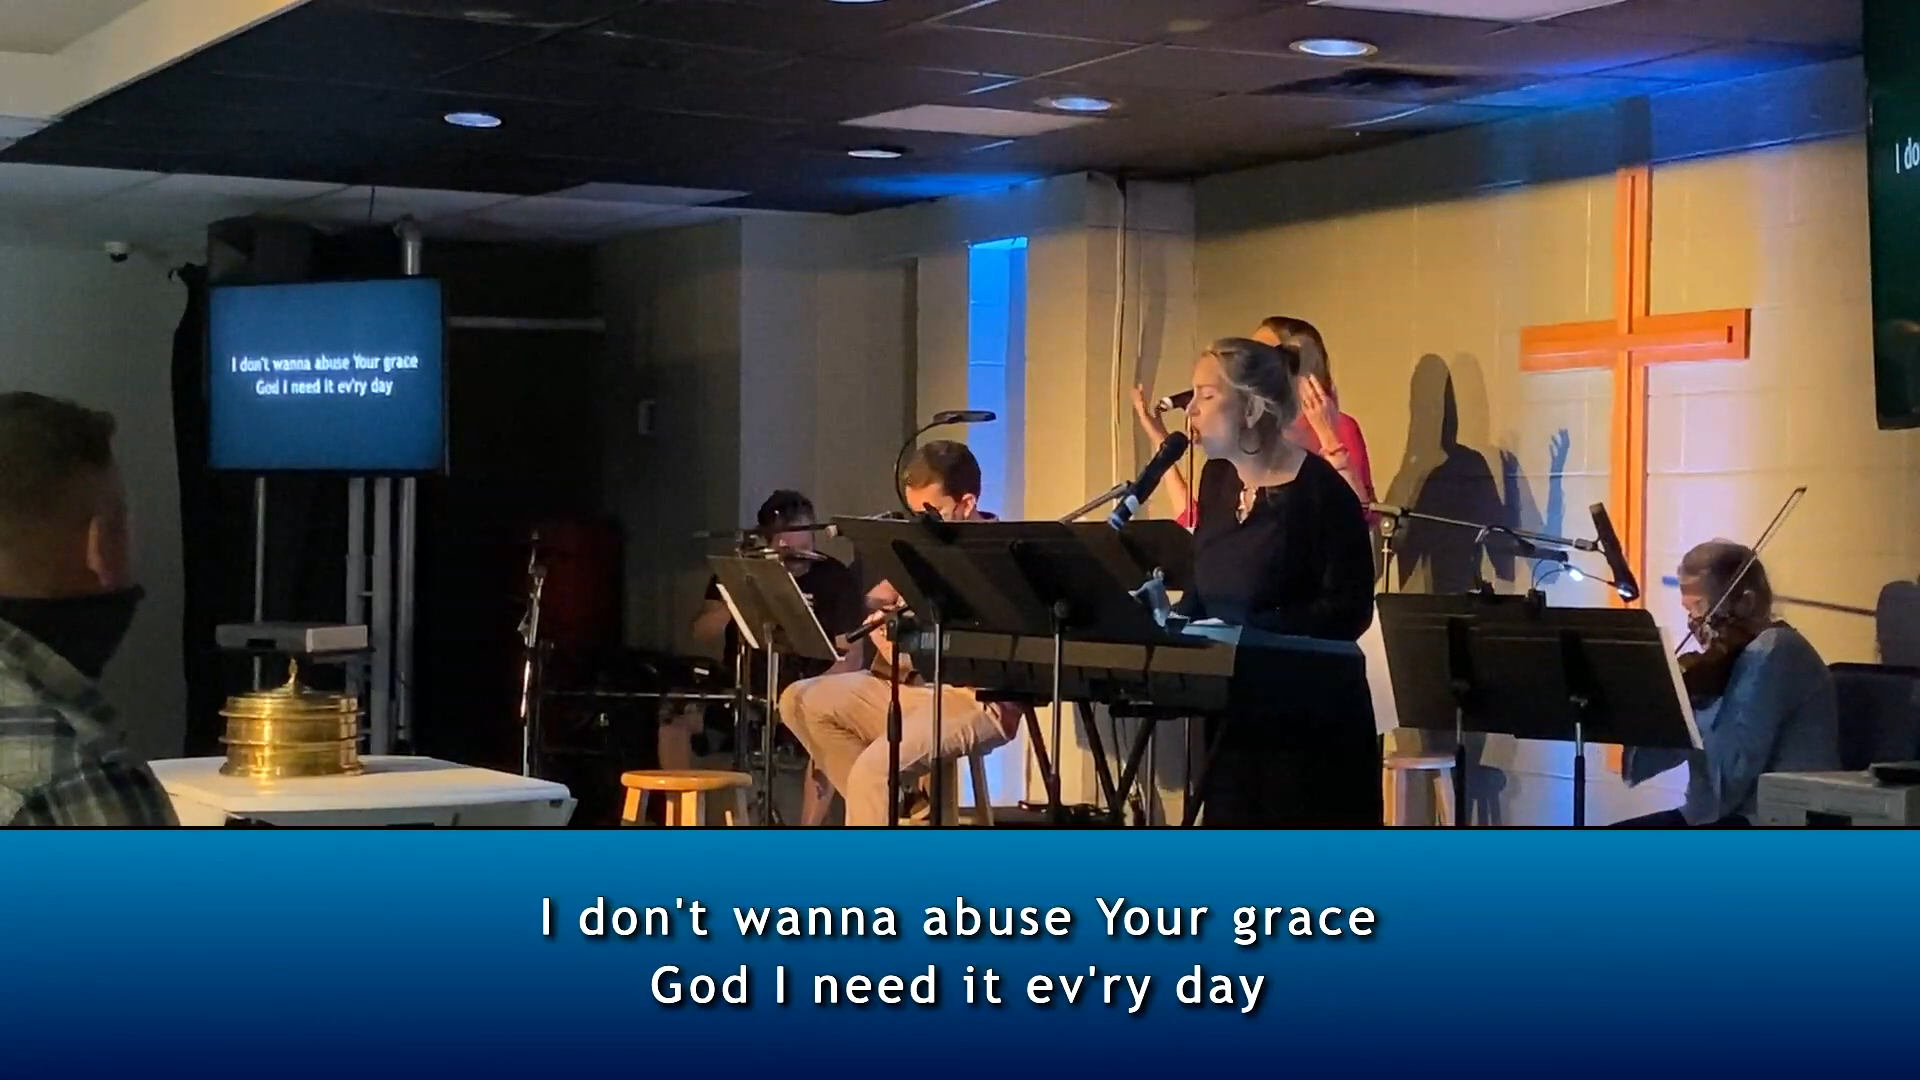 I do
I don't wanna abuse Your grace
God I need it ev'ry day
I don't wanna abuse Your grace
God I need it ev'ry day